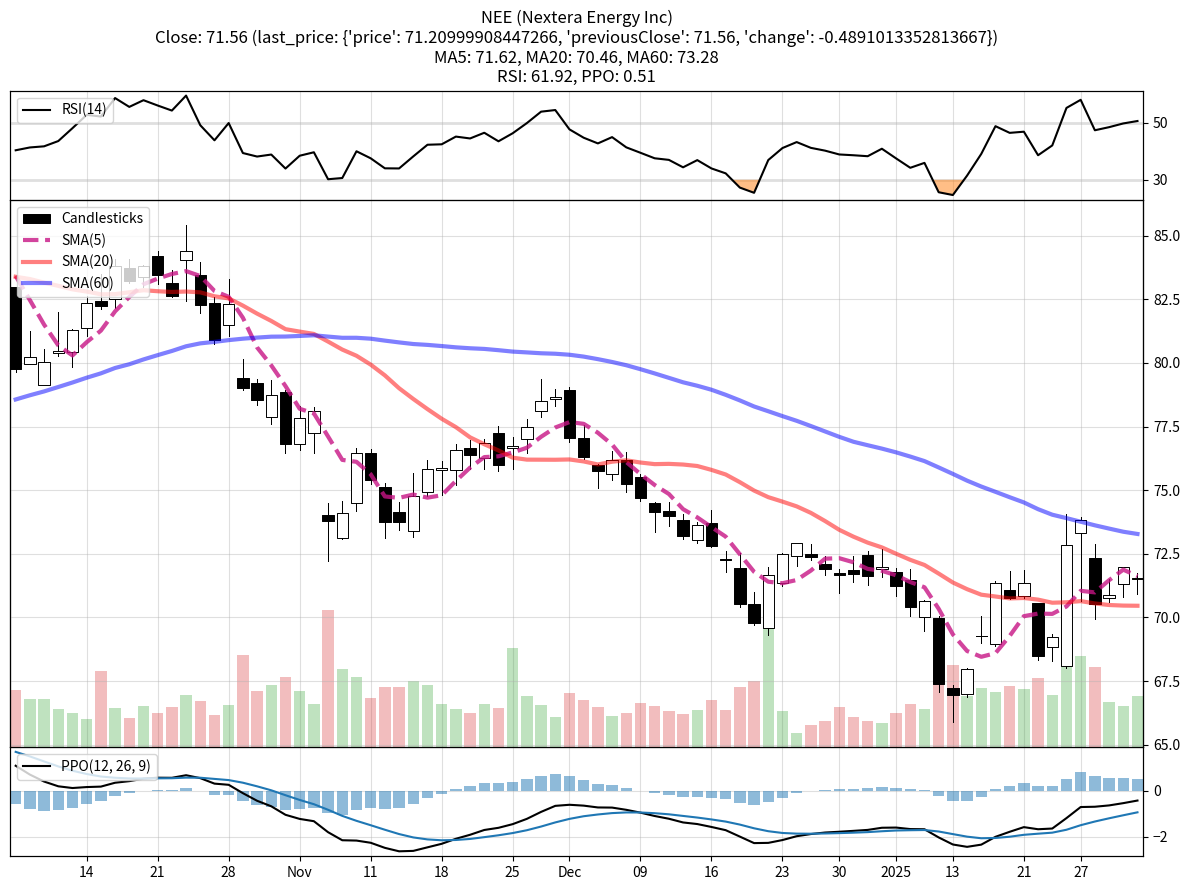 NEE (Nextera Energy Inc)
Close: 71.56 (last_price: {'price': 71.20999908447266, 'previousClose': 71.56, 'change': -0.4891013352813667})
MA5: 71.62, MA20: 70.46, MA60: 73.28
RSI: 61.92, PPO: 0.51
RSI(14)
50
30
Candlesticks
SMA(5)
SMA(20)
SMA(60)
85.0
82.5
80.0
77.5
75.0
72.5
70.0
67.5
65.0
PPO(12, 26, 9)
0
−2
14 21 28 Nov 11 18 25 Dec 09 16 23 30 2025 13 21 27